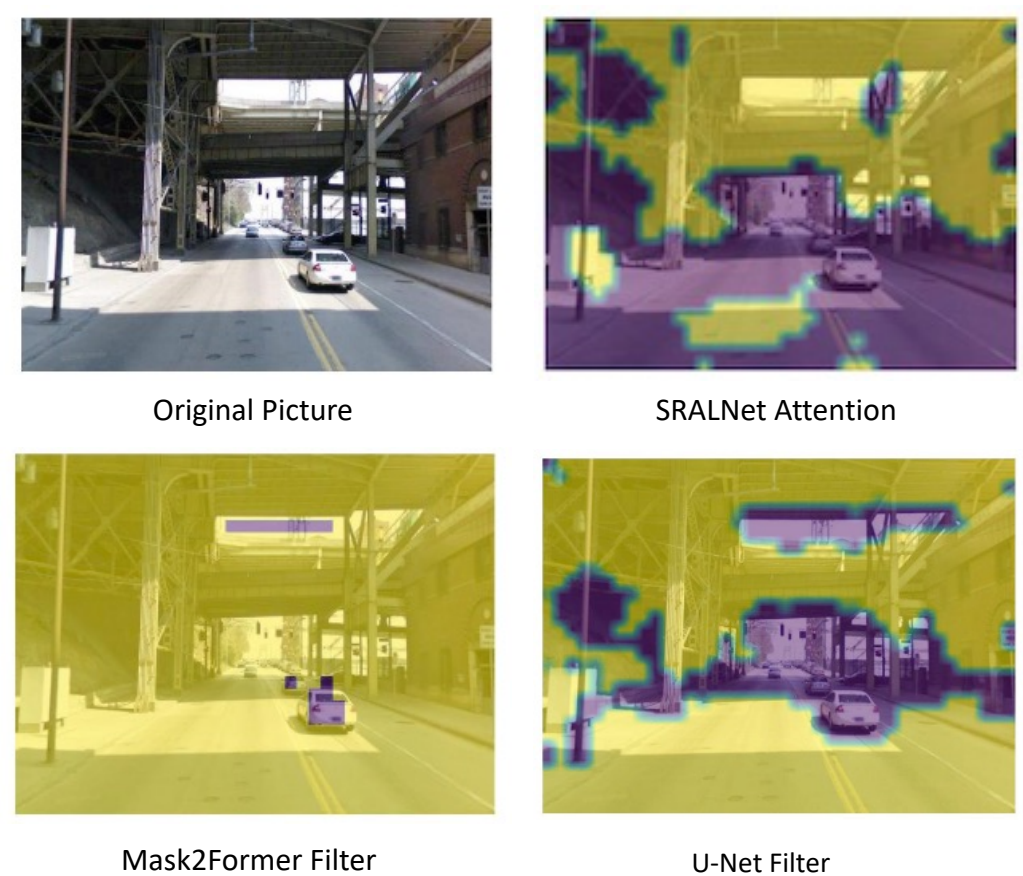 Original Picture
SRALNet Attention
Mask2Former Filter
U-Net Filter